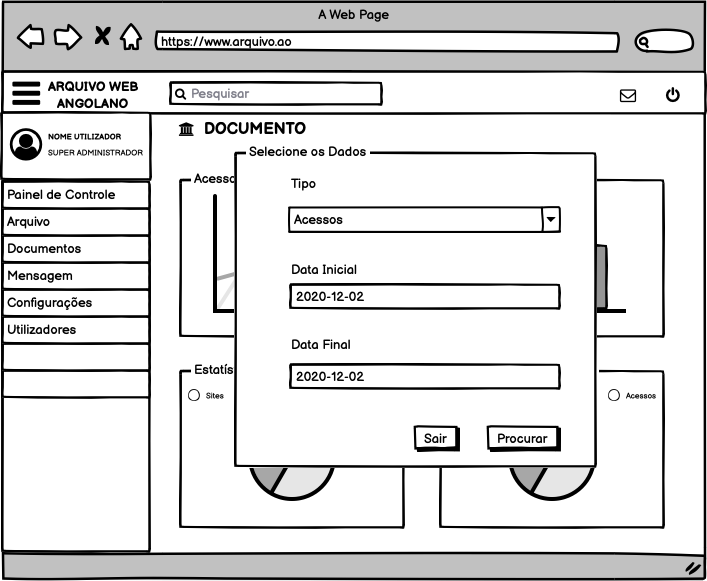 A Web Page
https://www.arquivo.ao
ARQUIVO WEB
ANGOLANO
Pesquisar
NOME UTILIZADOR
SUPER ADMINISTRADOR
DOCUMENTO
Painel de Controle
Arquivo
Documentos
Mensagem
Configurações
Utilizadores
Acesso
Selecione os Dados
Tipo
Acessos
Data Inicial
2020-12-02
Data Final
2020-12-02
Sair
Procurar
Estatís
Sites
Acessos